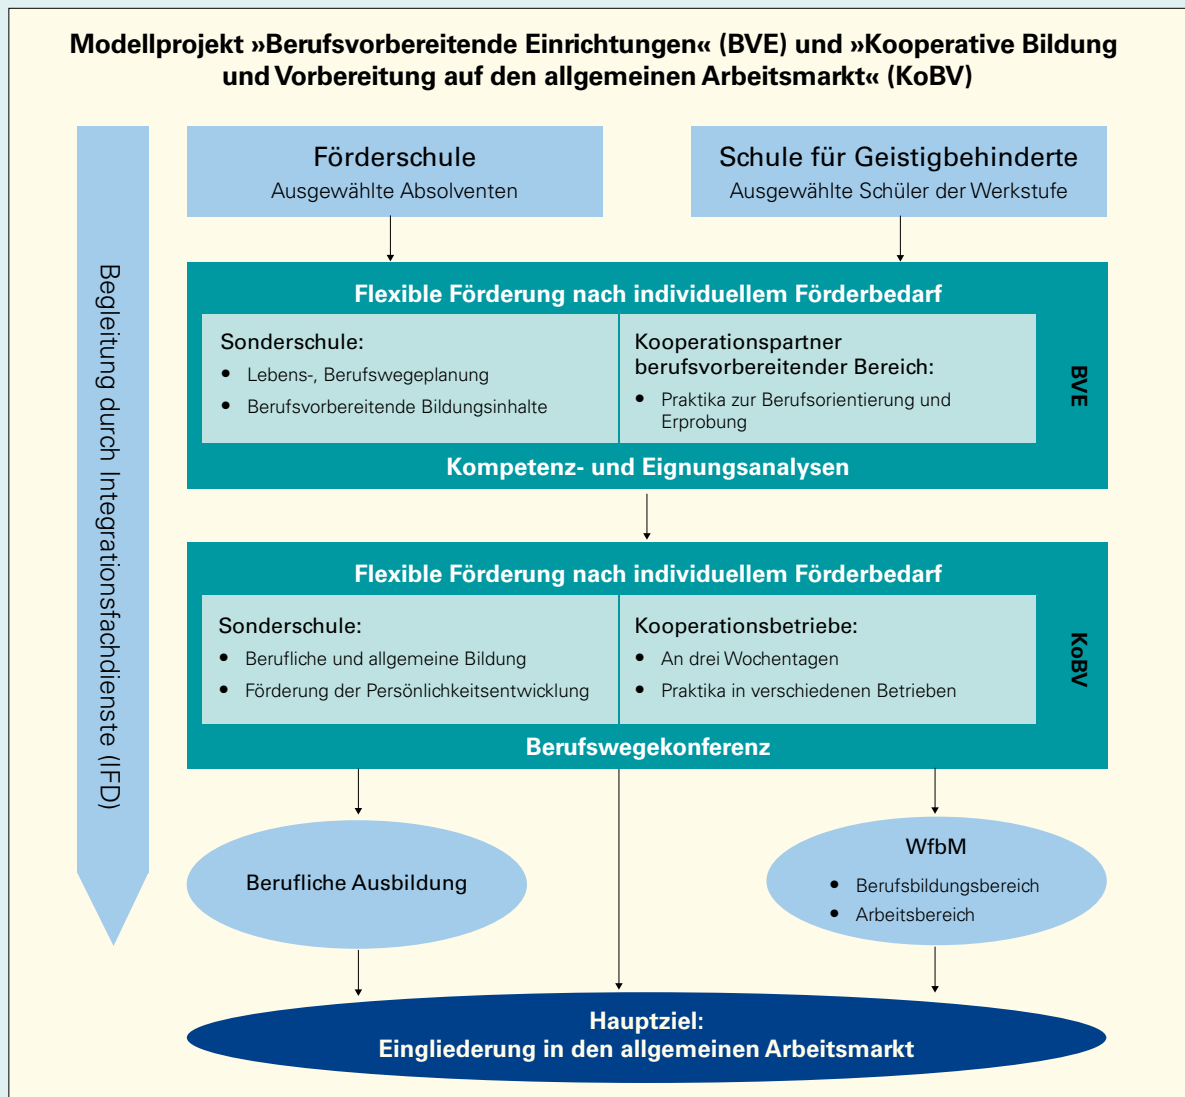 Modellprojekt »Berufsvorbereitende Einrichtungen« (BVE) und »Kooperative Bildung
und Vorbereitung auf den allgemeinen Arbeitsmarkt« (KoBV)
Begleitung durch Integrationsfachdienste (IFD)
Förderschule
Ausgewählte Absolventen
Schule für Geistigbehinderte
Ausgewählte Schüler der Werkstufe
Flexible Förderung nach individuellem Förderbedarf
Sonderschule:
• Lebens-, Berufswegeplanung
• Berufsvorbereitende Bildungsinhalte
Kooperationspartner
berufsvorbereitender Bereich:
• Praktika zur Berufsorientierung und
Erprobung
Kompetenz- und Eignungsanalysen
BVE
Flexible Förderung nach individuellem Förderbedarf
Sonderschule:
• Berufliche und allgemeine Bildung
• Förderung der Persönlichkeitsentwicklung
Kooperationsbetriebe:
• An drei Wochentagen
• Praktika in verschiedenen Betrieben
Berufswegekonferenz
KoBV
Berufliche Ausbildung
WfbM
• Berufsbildungsbereich
• Arbeitsbereich
Hauptziel:
Eingliederung in den allgemeinen Arbeitsmarkt